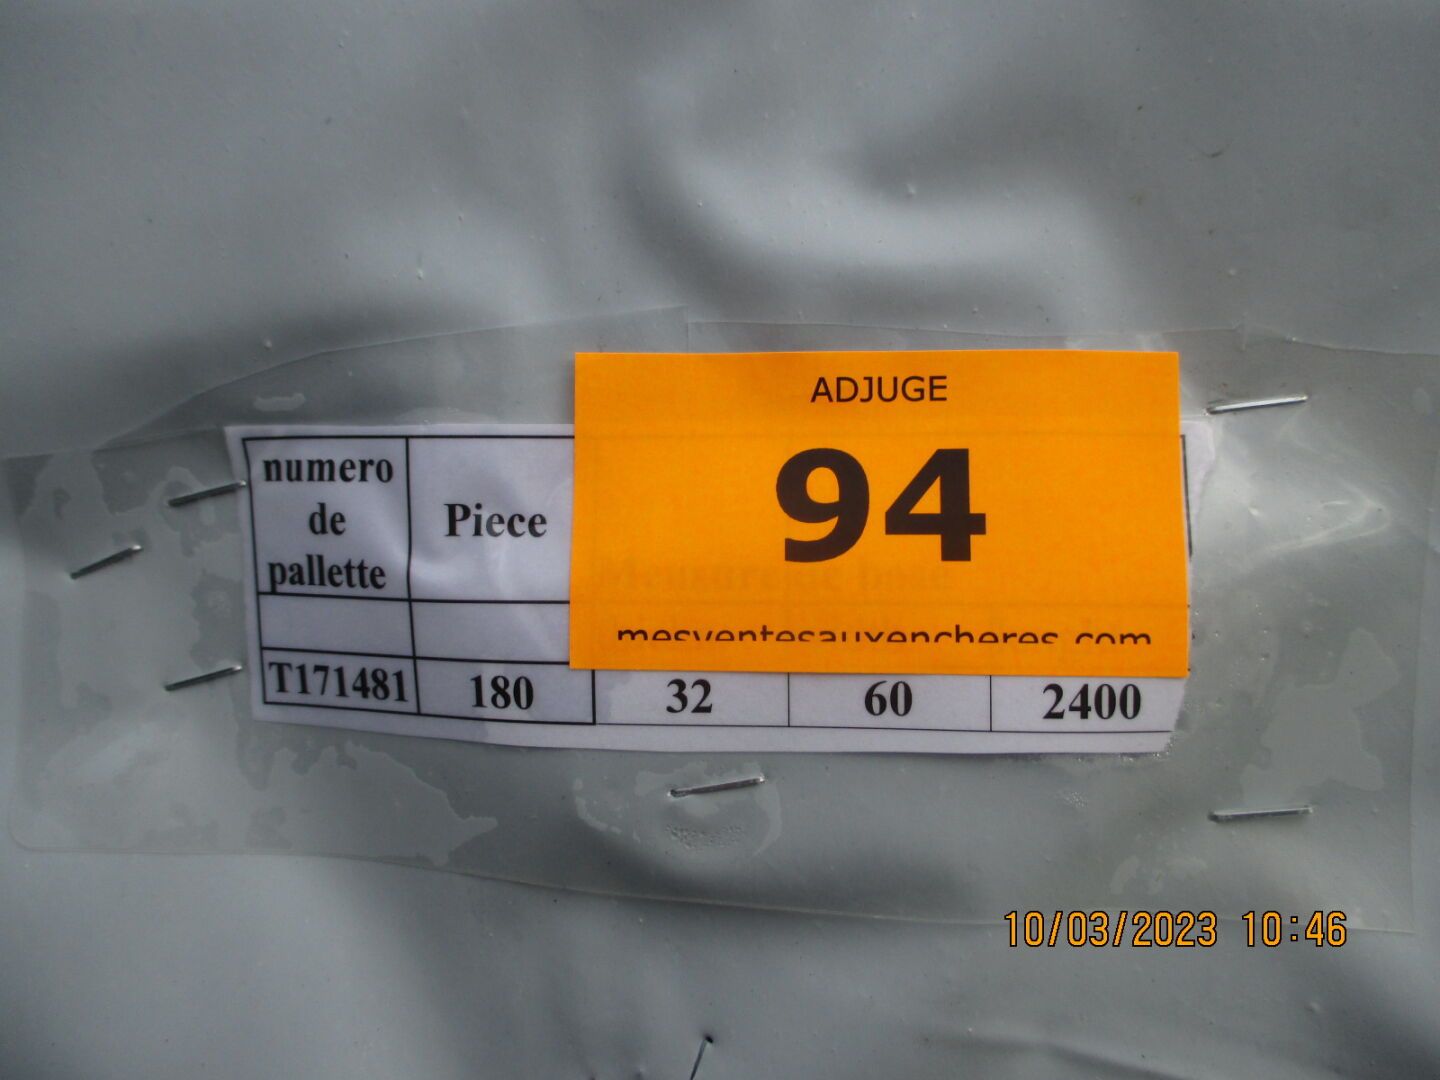 ADJUGE
94
mesventesauxencheres.com
numero
de
pallette
Piece
T171481 180 32 60 2400
10/03/2023 10:46